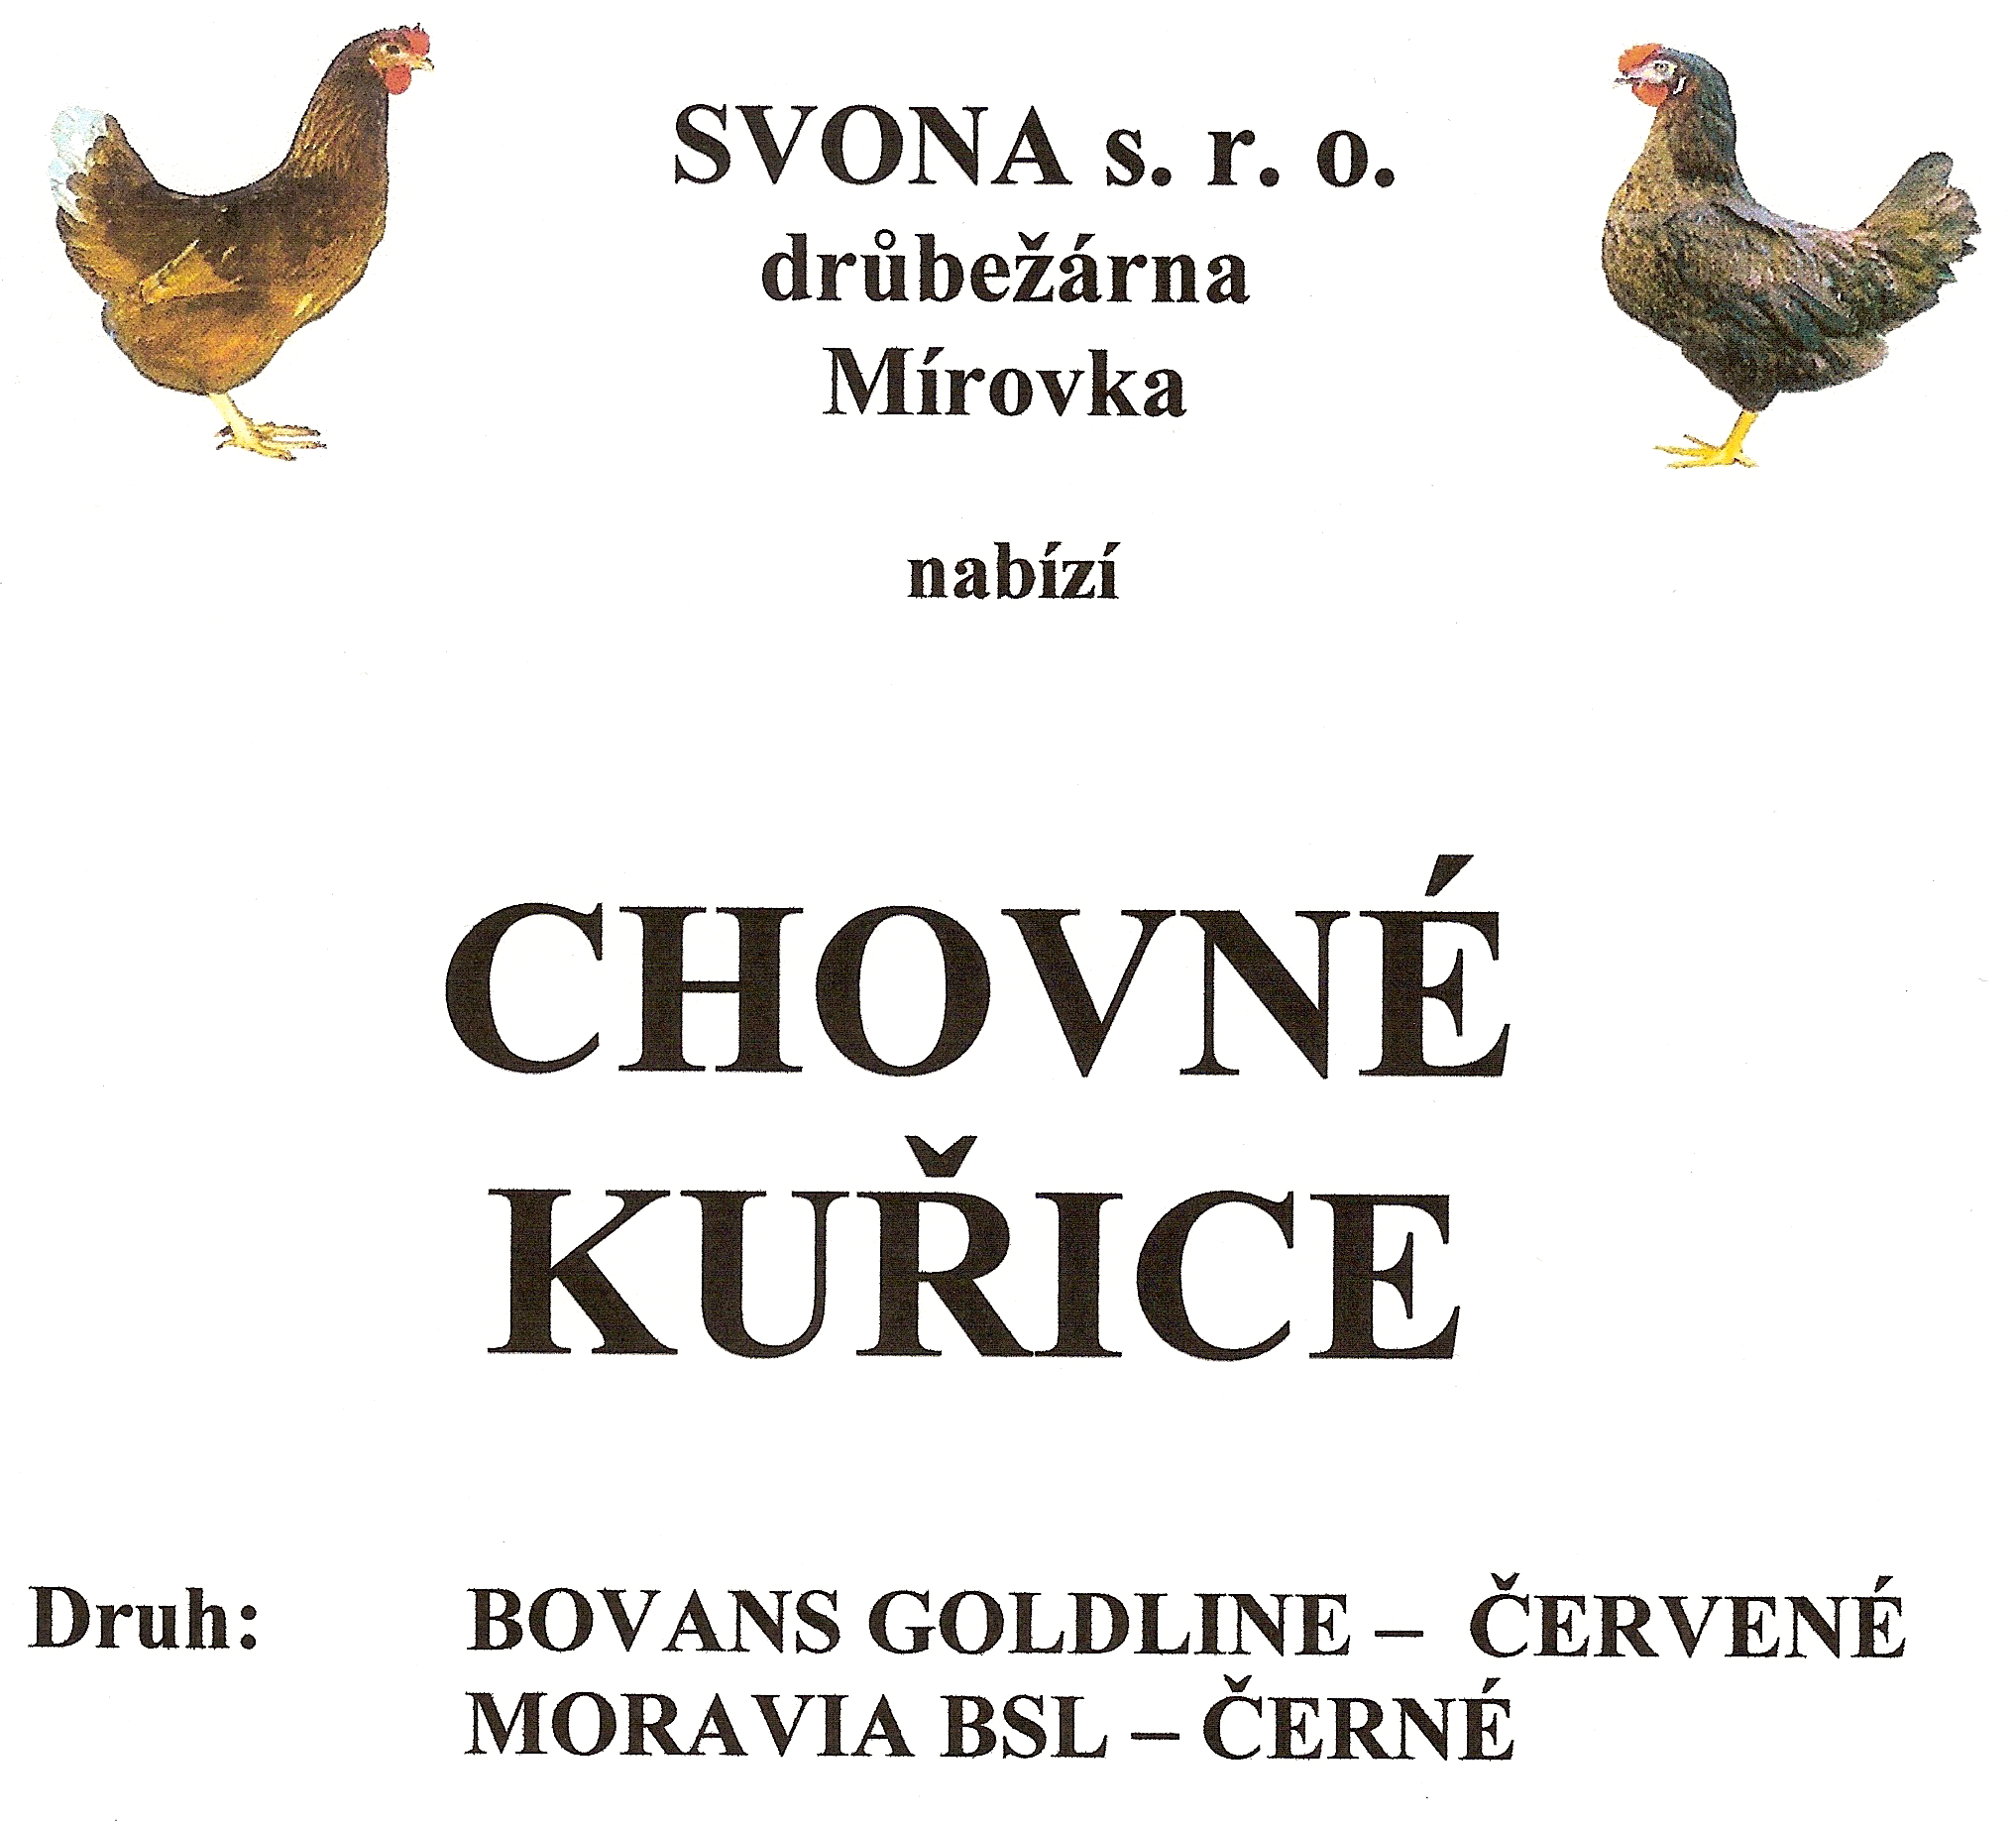 SVONA s. r. o.
drůbežárna
Mírovka
nabízí
CHOVNÉ
KUŘICE
Druh: BOVANS GOLDLINE – ČERVENÉ
MORAVIA BSL – ČERNÉ